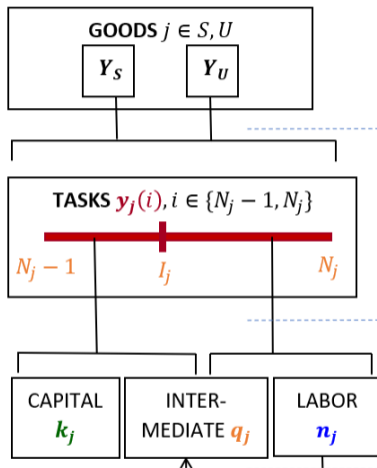 GOODS j ∈ S, U
Y_S Y_U
TASKS y_j(i), i ∈ {N_j − 1, N_j}
N_j − 1 I_j N_j
CAPITAL k_j
INTER-MEDIATE q_j
LABOR n_j